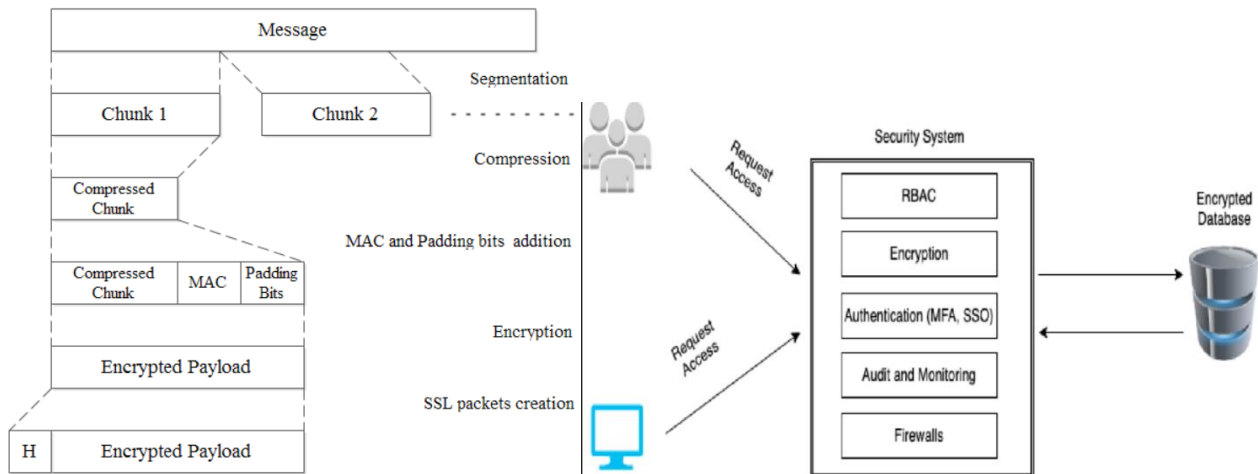 Message
Segmentation
Chunk 1
Chunk 2
Compression
Compressed
Chunk
MAC and Padding bits addition
Compressed
Chunk
MAC
Padding
Bits
Encryption
Encrypted Payload
SSL packets creation
H
Encrypted Payload
Request
Access
Request
Access
Security System
RBAC
Encryption
Authentication (MFA, SSO)
Audit and Monitoring
Firewalls
Encrypted
Database